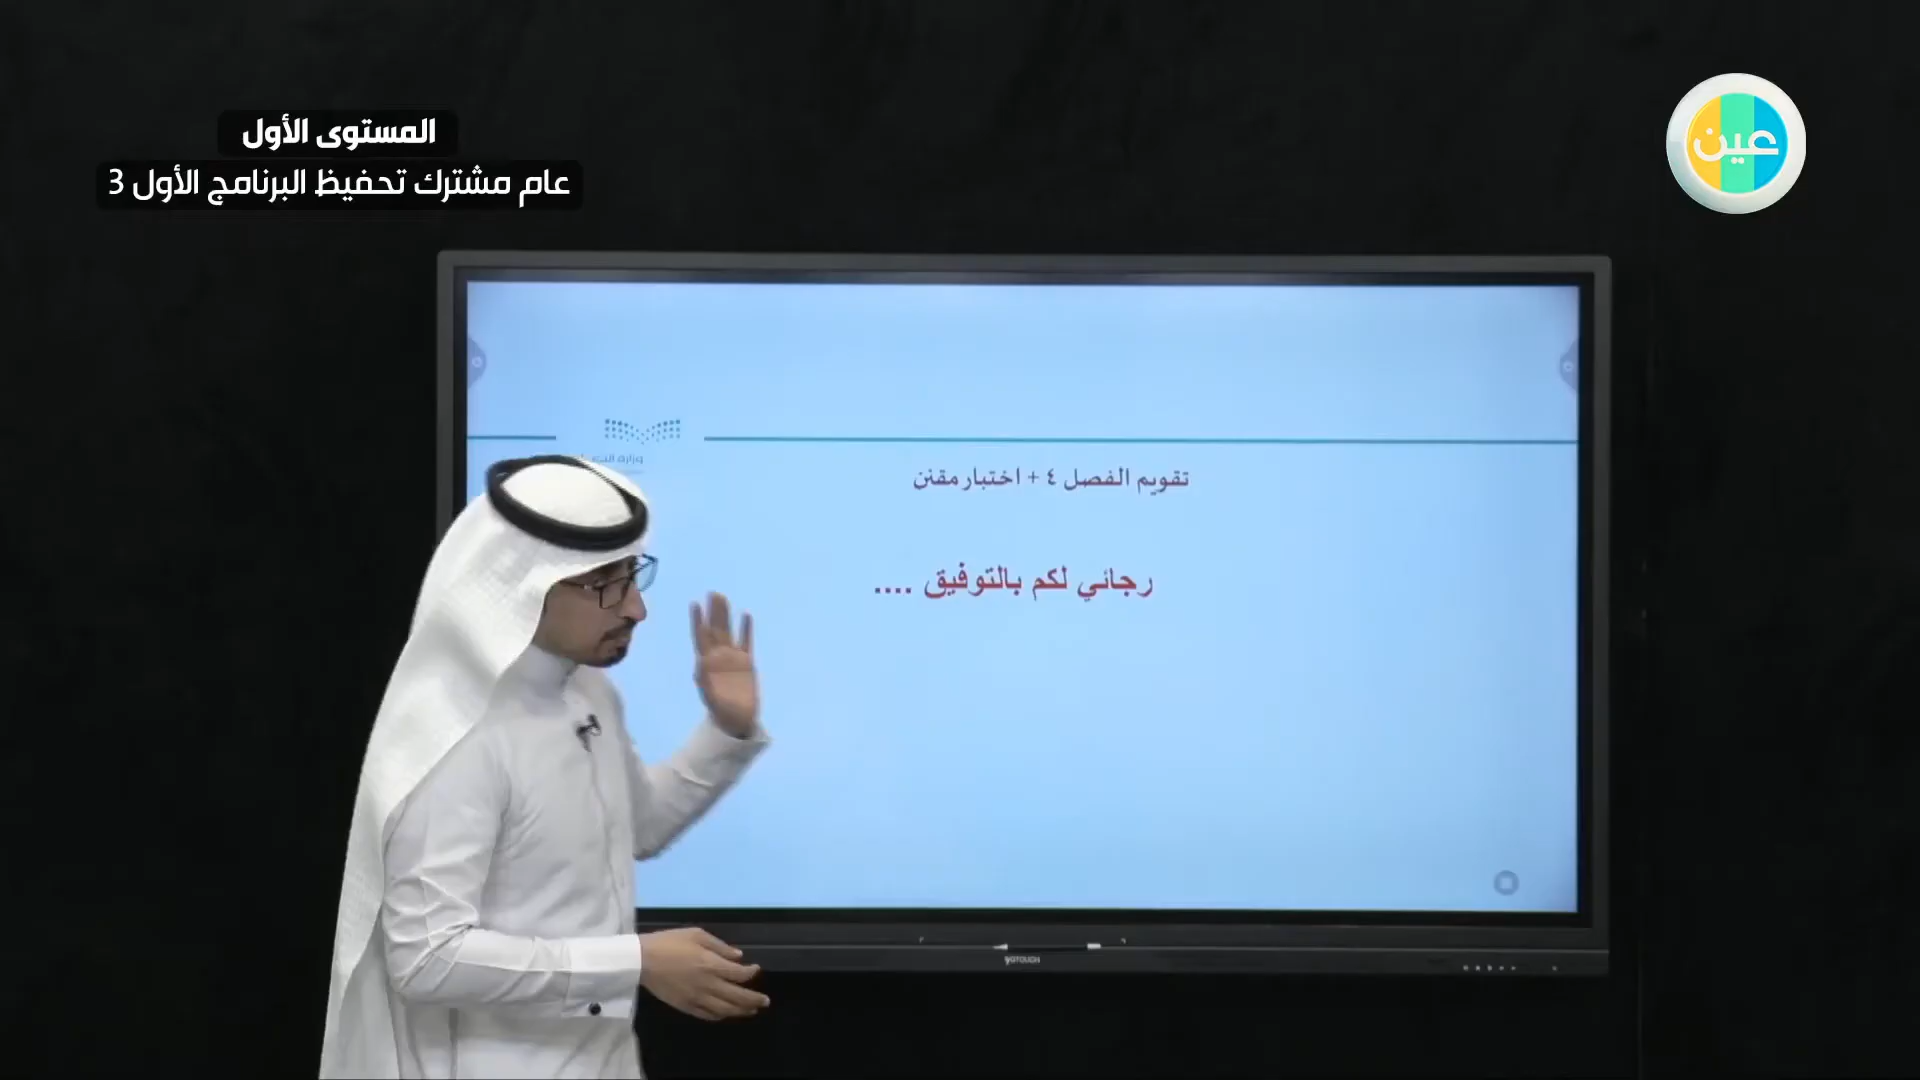 المستوى الأول
عام مشترك تحفيظ البرنامج الأول 3
عين
تقويم الفصل ٤ + اختبار مقنن
رجائي لكم بالتوفيق ....